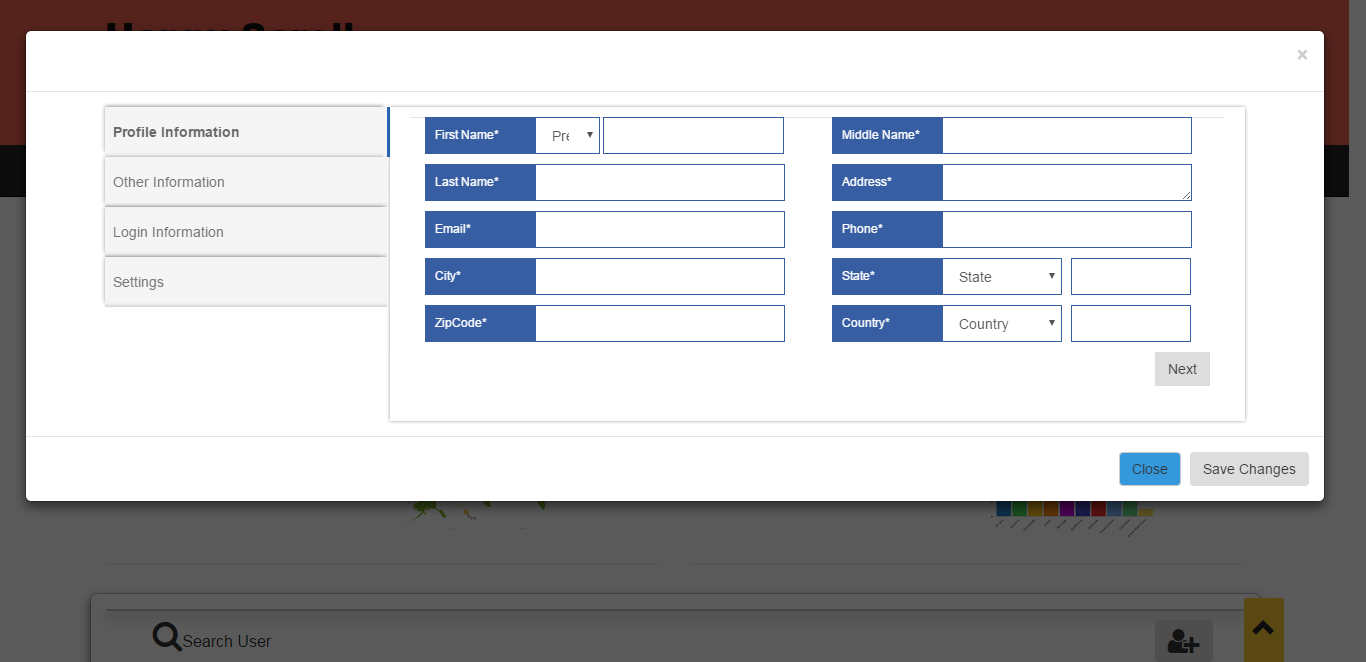 ×
Profile Information
Other Information
Login Information
Settings
First Name* Pre
Middle Name*
Last Name*
Address*
Email*
Phone*
City*
State* State
ZipCode*
Country* Country
Next
Close Save Changes
Search User